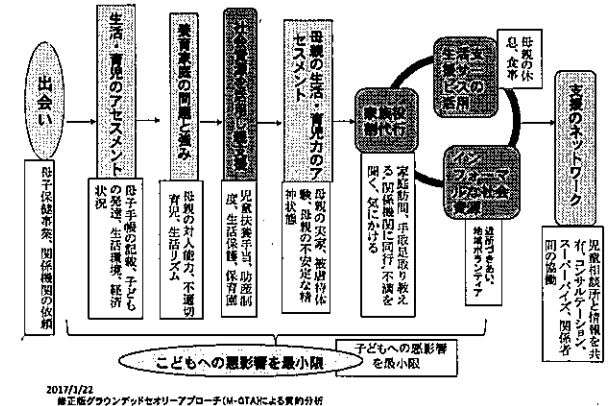 出会い
母子保健事業、関係機関の依頼
生活・育児のアセスメント
母子手帳の記載、子ども
の発達、生活環境、経済
状況
養育家庭の問題と強み
母親の対人能力、不適切
育児、生活リズム
児童扶養手当、助産制
度、生活保護、保育園
母親の生活・育児力のア
セスメント
母親の実家、被虐待体
験、母親の不安定な精
神状態
家族役
割代行
家庭訪問、手取足取り教え
る、関係機関に同行、不満を
聞く、気にかける
生活支
援サー
ビスの
活用
母親の休
息、食事
イン
フォーマ
ルな社会
資源
近所づきあい、
地域ボランティア
支援のネットワーク
児童相談所と情報を共
有、コンサルテーション、
スーパーバイズ、関係者
間の協働
こどもへの悪影響を最小限
子どもへの悪影響
を最小限
2017/1/22
修正版グラウンデッドセオリーアプローチ(M-GTA)による質的分析